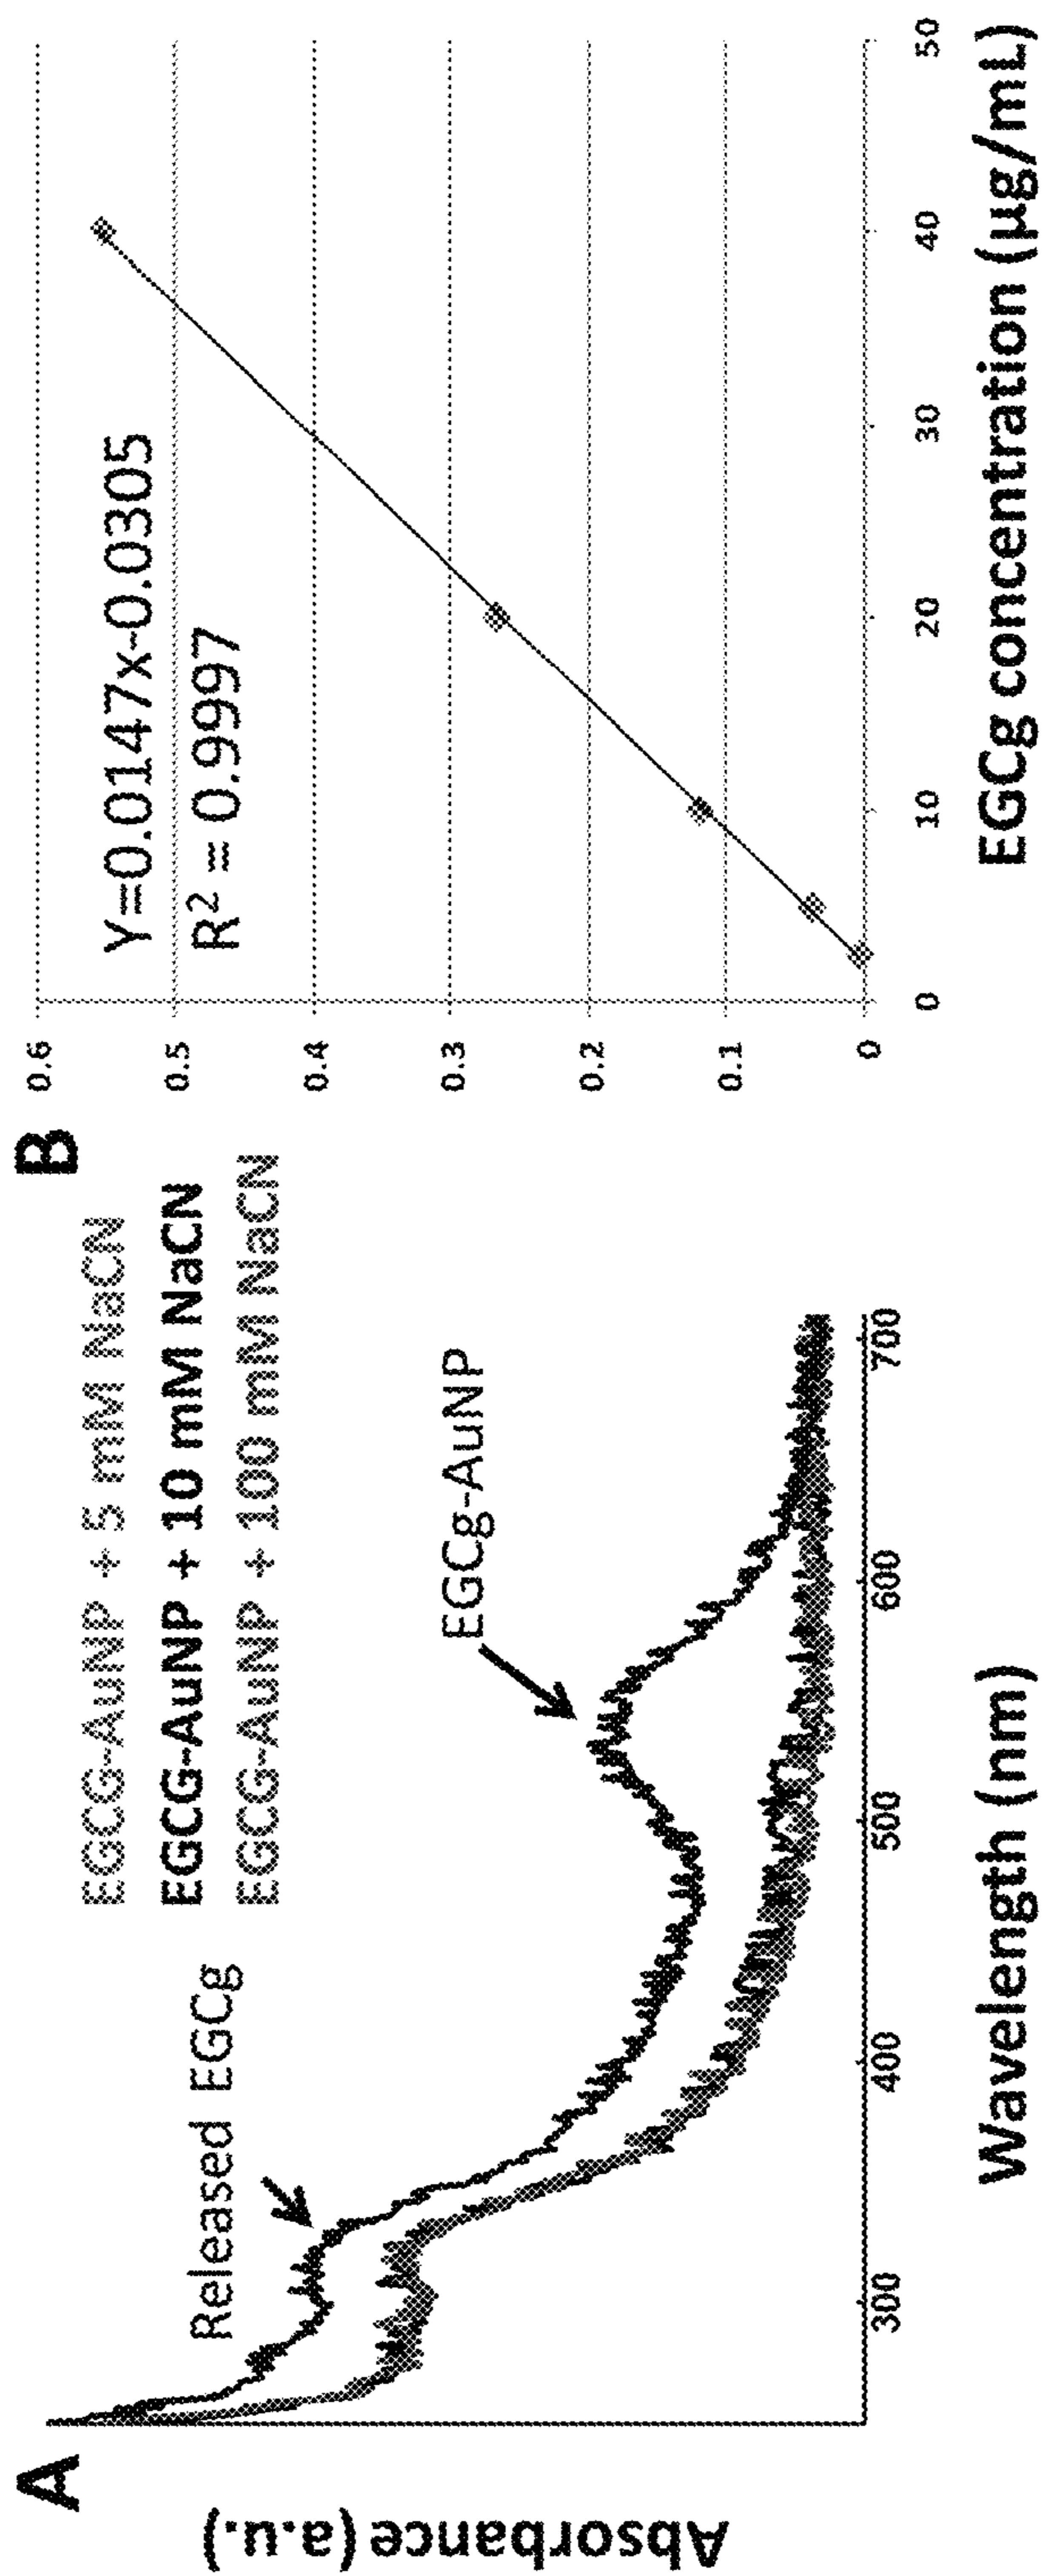 A
Absorbance (a.u.)
Released EGCg
EGCG-AuNP + 5 mM NaCN
EGCG-AuNP + 10 mM NaCN
EGCG-AuNP + 100 mM NaCN
EGCg-AuNP
300
400
500
600
700
Wavelength (nm)
B
0.6
0.5
0.4
0.3
0.2
0.1
0
Y=0.0147x-0.0305
R² = 0.9997
0
10
20
30
40
50
EGCg concentration (µg/mL)